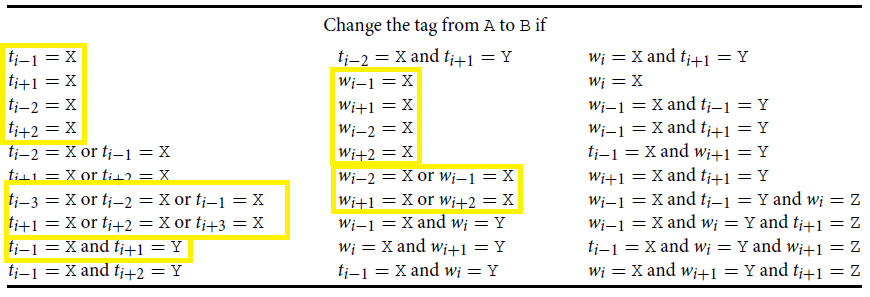 Change the tag from A to B if
t_{i−1} = X
t_{i+1} = X
t_{i−2} = X
t_{i+2} = X
t_{i−2} = X or t_{i−1} = X
t_{i+1} = X or t_{i+2} = X
t_{i−3} = X or t_{i−2} = X or t_{i−1} = X
t_{i+1} = X or t_{i+2} = X or t_{i+3} = X
t_{i−1} = X and t_{i+1} = Y
t_{i−1} = X and t_{i+2} = Y
t_{i−2} = X and t_{i+1} = Y
w_{i−1} = X
w_{i+1} = X
w_{i−2} = X
w_{i+2} = X
w_{i−2} = X or w_{i−1} = X
w_{i+1} = X or w_{i+2} = X
w_{i−1} = X and w_i = Y
w_i = X and w_{i+1} = Y
t_{i−1} = X and w_i = Y
w_i = X and t_{i+1} = Y
w_i = X
w_{i−1} = X and t_{i−1} = Y
w_{i−1} = X and t_{i+1} = Y
t_{i−1} = X and w_{i+1} = Y
w_{i+1} = X and t_{i+1} = Y
w_{i−1} = X and t_{i−1} = Y and w_i = Z
w_{i−1} = X and w_i = Y and t_{i+1} = Z
t_{i−1} = X and w_i = Y and w_{i+1} = Z
w_i = X and w_{i+1} = Y and t_{i+1} = Z